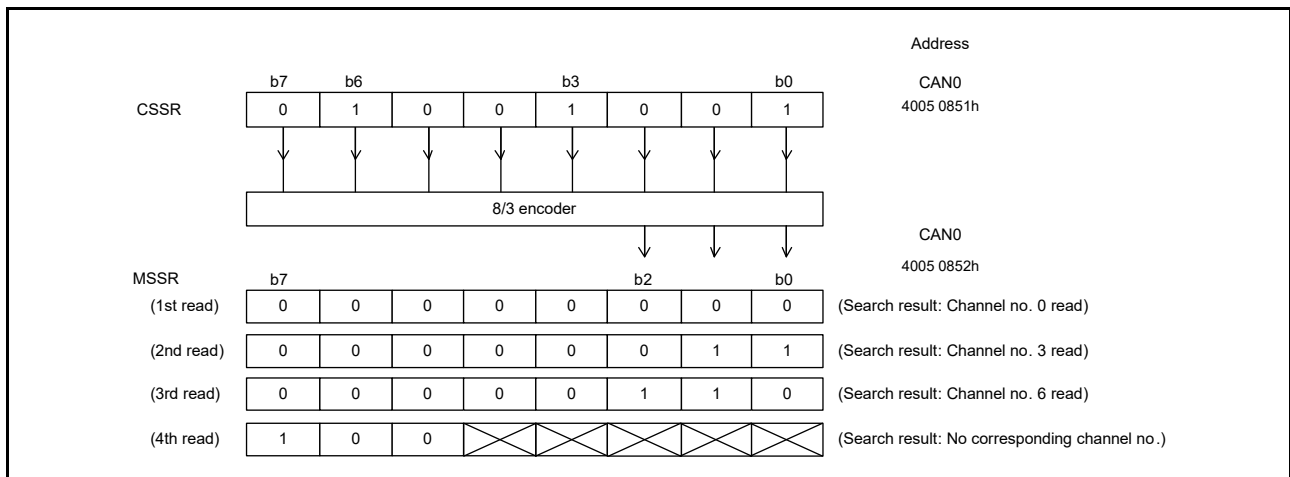 Address
b7 b6 b3 b0 CAN0
CSSR 0 1 0 0 1 0 0 1 4005 0851h
8/3 encoder
CAN0
4005 0852h
MSSR b7 b2 b0
(1st read) 0 0 0 0 0 0 0 0 (Search result: Channel no. 0 read)
(2nd read) 0 0 0 0 0 0 1 1 (Search result: Channel no. 3 read)
(3rd read) 0 0 0 0 0 1 1 0 (Search result: Channel no. 6 read)
(4th read) 1 0 0 (Search result: No corresponding channel no.)